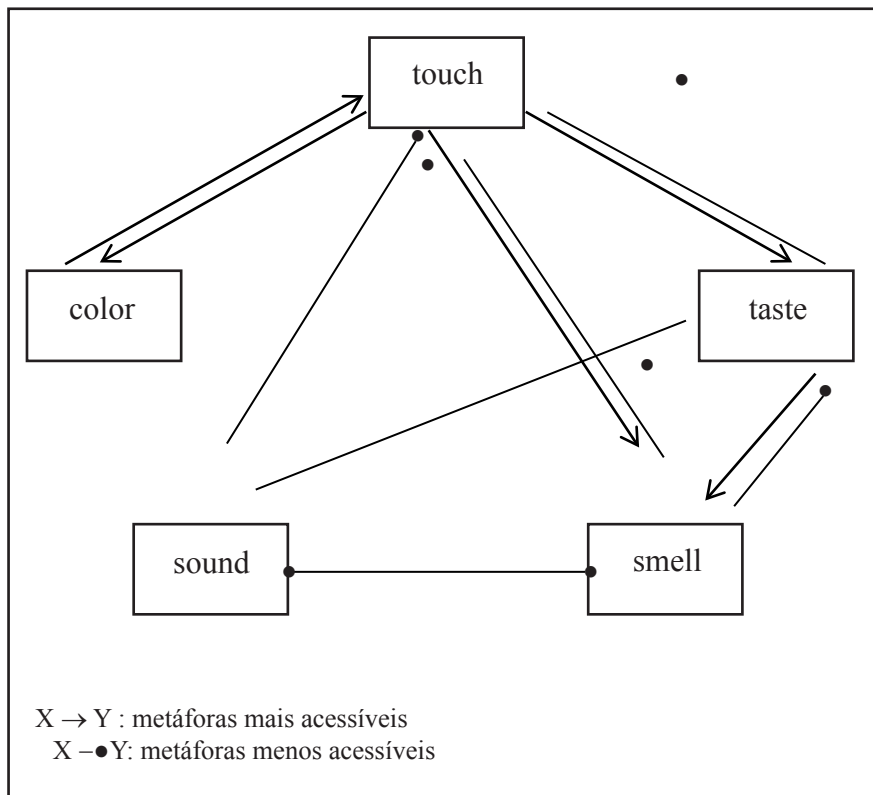 touch
color
taste
sound
smell
X → Y : metáforas mais acessíveis
X –●Y: metáforas menos acessíveis